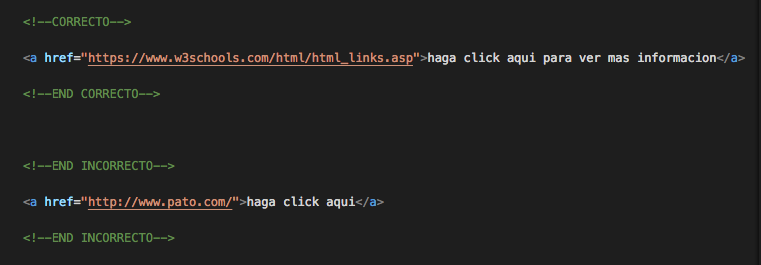 <!--CORRECTO-->
<a href="https://www.w3schools.com/html/html_links.asp">haga click aqui para ver mas informacion</a>
<!--END CORRECTO-->
<!--END INCORRECTO-->
<a href="http://www.pato.com/">haga click aqui</a>
<!--END INCORRECTO-->